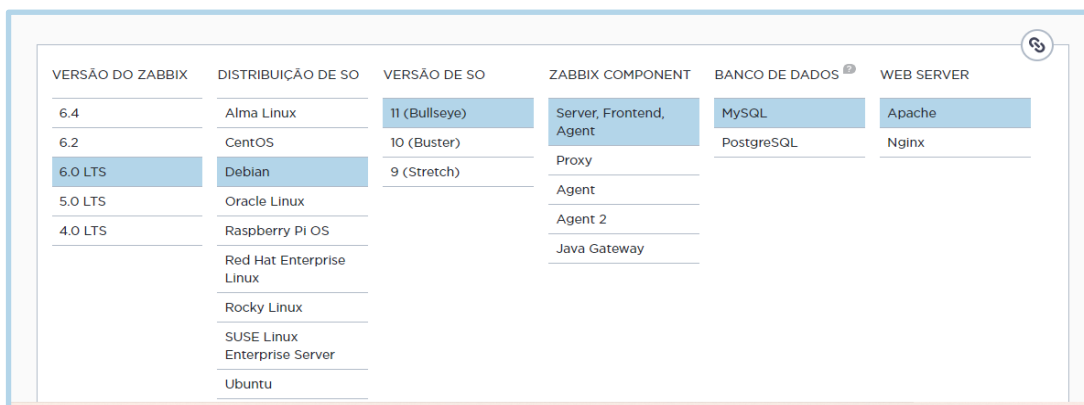 VERSÃO DO ZABBIX
6.4
6.2
6.0 LTS
5.0 LTS
4.0 LTS
DISTRIBUIÇÃO DE SO
Alma Linux
CentOS
Debian
Oracle Linux
Raspberry Pi OS
Red Hat Enterprise
Linux
Rocky Linux
SUSE Linux
Enterprise Server
Ubuntu
VERSÃO DE SO
11 (Bullseye)
10 (Buster)
9 (Stretch)
ZABBIX COMPONENT
Server, Frontend,
Agent
Proxy
Agent
Agent 2
Java Gateway
BANCO DE DADOS ?
MySQL
PostgreSQL
WEB SERVER
Apache
Nginx